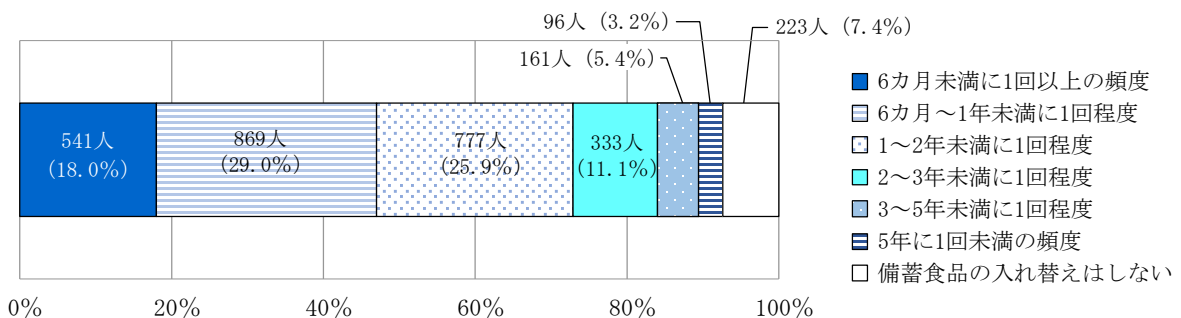 96人 (3.2%)
223人 (7.4%)
161人 (5.4%)
541人
(18.0%)
869人
(29.0%)
777人
(25.9%)
333人
(11.1%)
6カ月未満に1回以上の頻度
6カ月～1年未満に1回程度
1～2年未満に1回程度
2～3年未満に1回程度
3～5年未満に1回程度
5年に1回未満の頻度
備蓄食品の入れ替えはしない
0%
20%
40%
60%
80%
100%